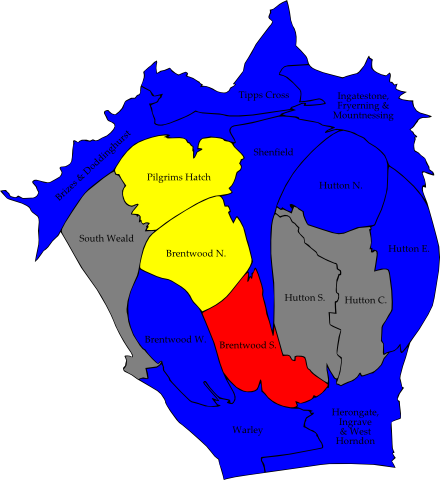 Tipps Cross
Ingatestone,
Fryerning &
Mountnessing
Brizes & Doddinghurst
Shenfield
Pilgrims Hatch
Hutton N.
South Weald
Brentwood N.
Hutton E.
Hutton S.
Hutton C.
Brentwood W.
Brentwood S.
Warley
Herongate,
Ingrave
& West
Horndon